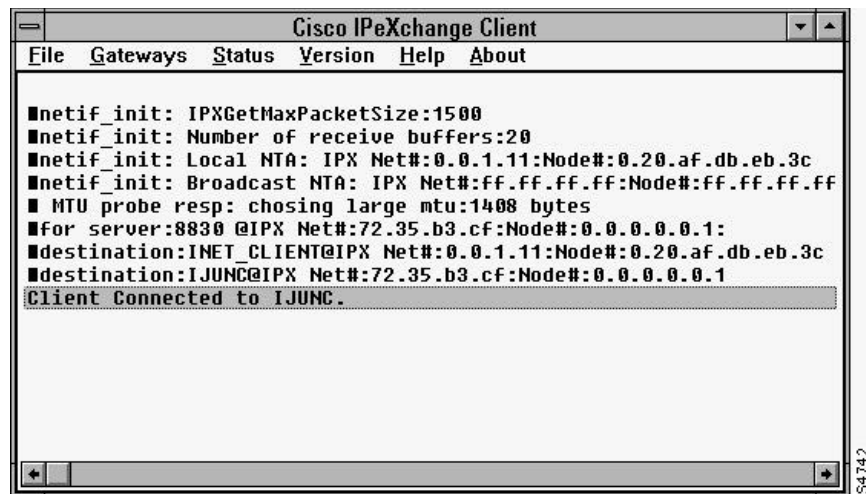 Cisco IPeXchange Client
File Gateways Status Version Help About
netif_init: IPXGetMaxPacketSize:1500
netif_init: Number of receive buffers:20
netif_init: Local NTA: IPX Net#:0.0.1.11:Node#:0.20.af.db.eb.3c
netif_init: Broadcast NTA: IPX Net#:ff.ff.ff.ff:Node#:ff.ff.ff.ff
MTU probe resp: chosing large mtu:1408 bytes
for server:8830 @IPX Net#:72.35.b3.cf:Node#:0.0.0.0.0.1:
destination:INET_CLIENT@IPX Net#:0.0.1.11:Node#:0.20.af.db.eb.3c
destination:IJUNC@IPX Net#:72.35.b3.cf:Node#:0.0.0.0.0.1
Client Connected to IJUNC.
S4742